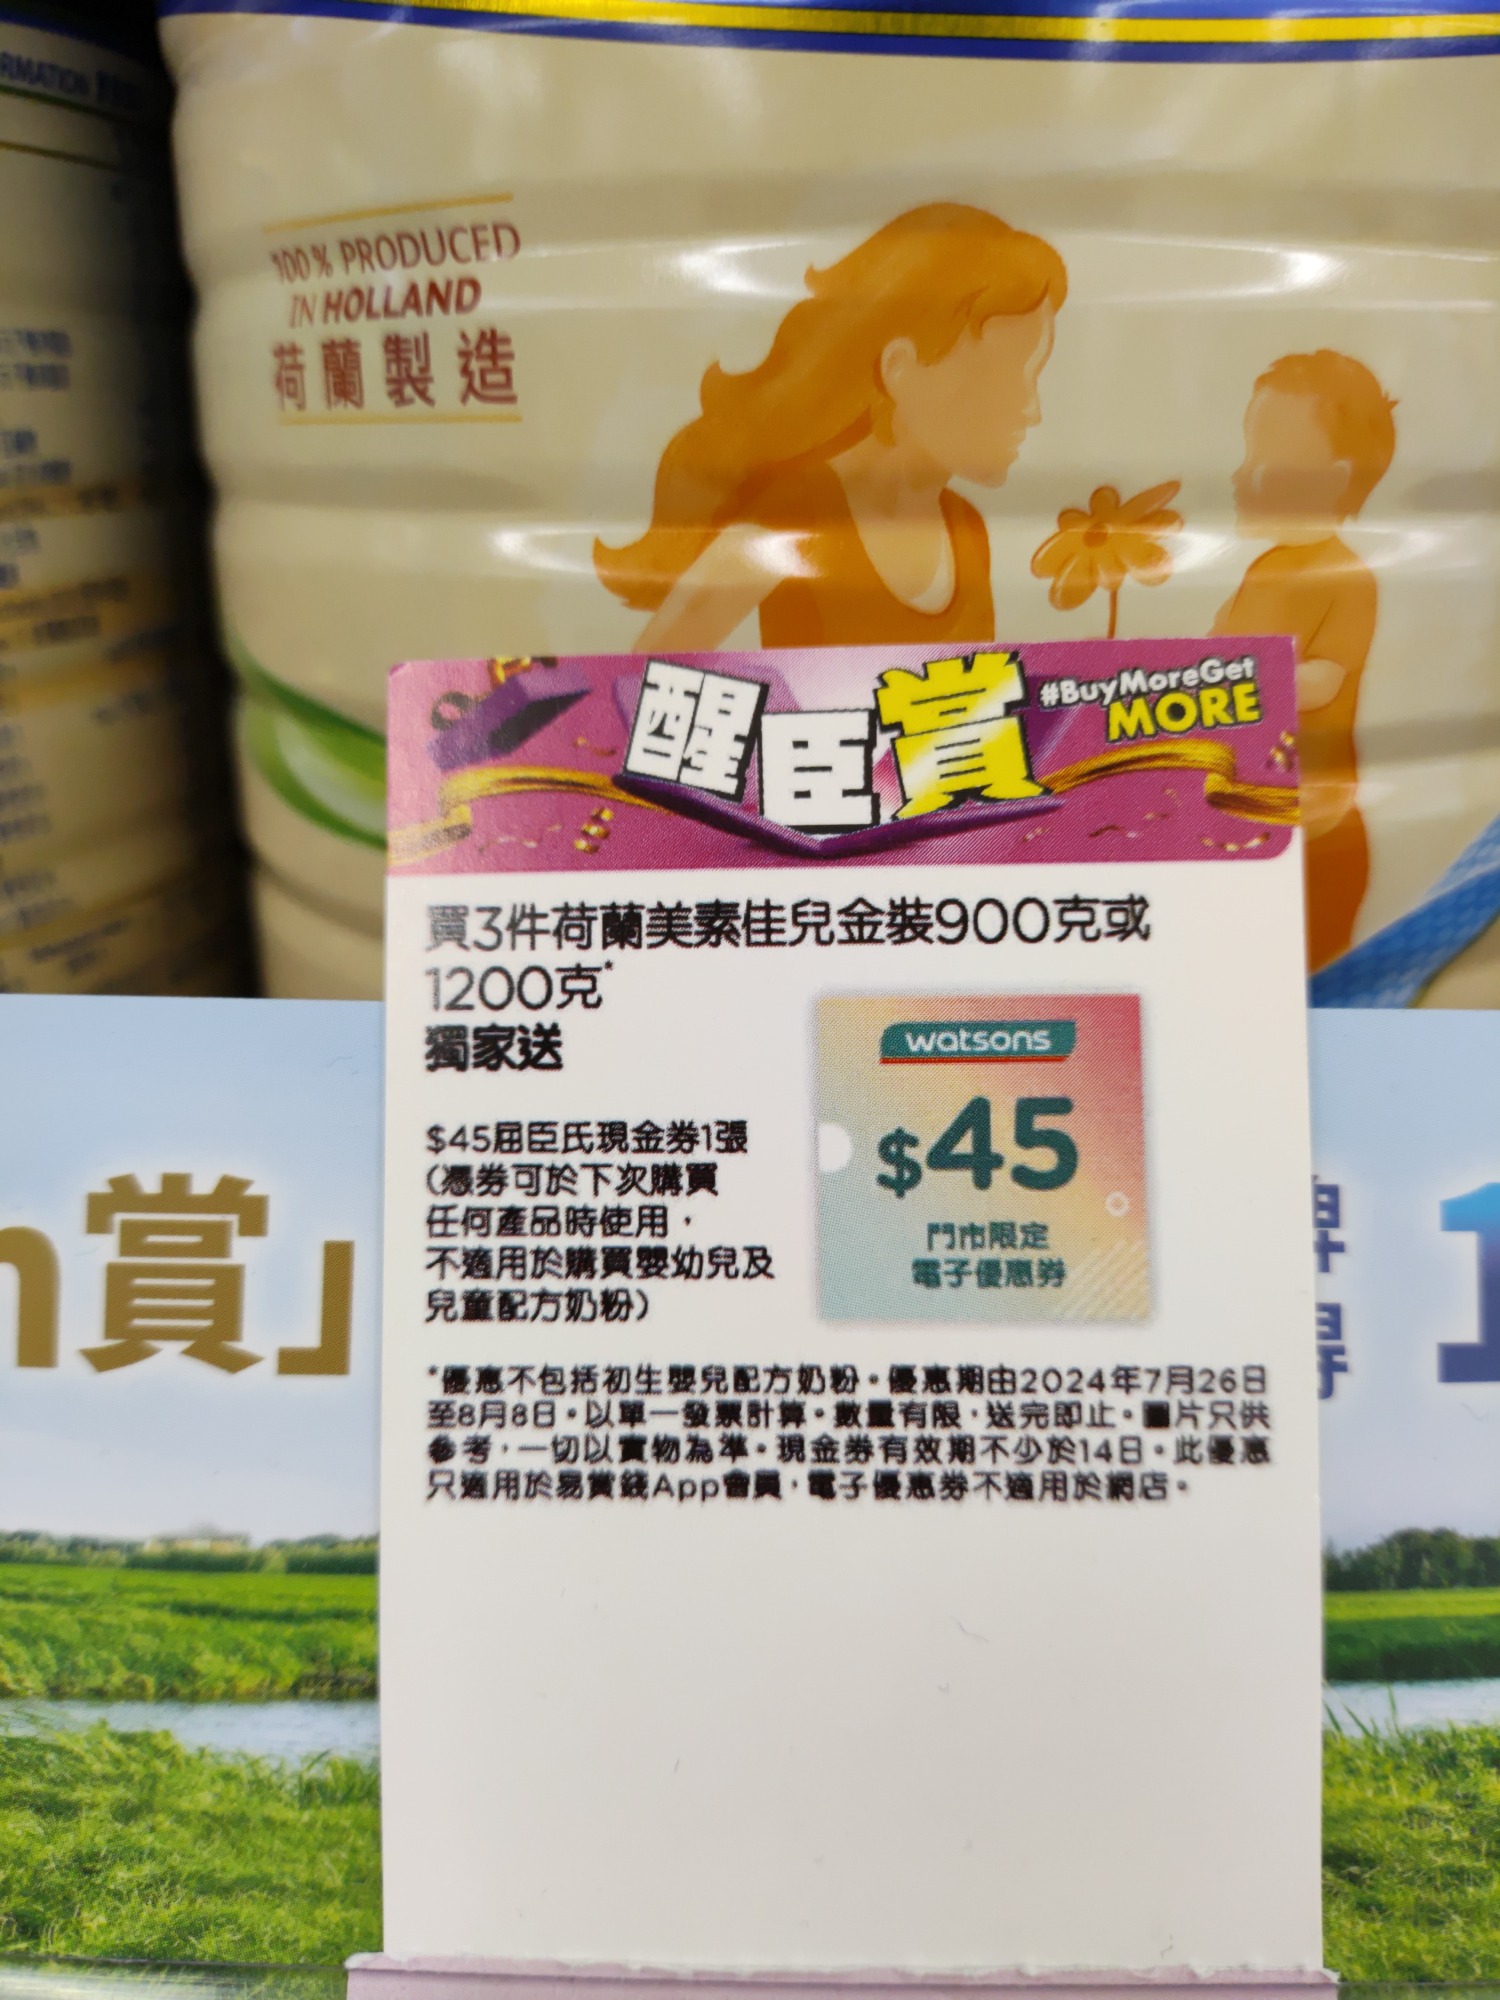 100% PRODUCED
IN HOLLAND
荷蘭製造
醒臣賞
#BuyMoreGet
MORE
買3件荷蘭美素佳兒金裝900克或
1200克*
獨家送
$45屈臣氏現金券1張
(憑券可於下次購買
任何產品時使用，
不適用於購買嬰幼兒及
兒童配方奶粉)
watsons
$45
門市限定
電子優惠券
*優惠不包括初生嬰兒配方奶粉。優惠期由2024年7月26日
至8月8日。以單一發票計算。數量有限，送完即止。圖片只供
參考，一切以實物為準。現金券有效期不少於14日。此優惠
只適用於易賞錢App會員，電子優惠券不適用於網店。
賞」